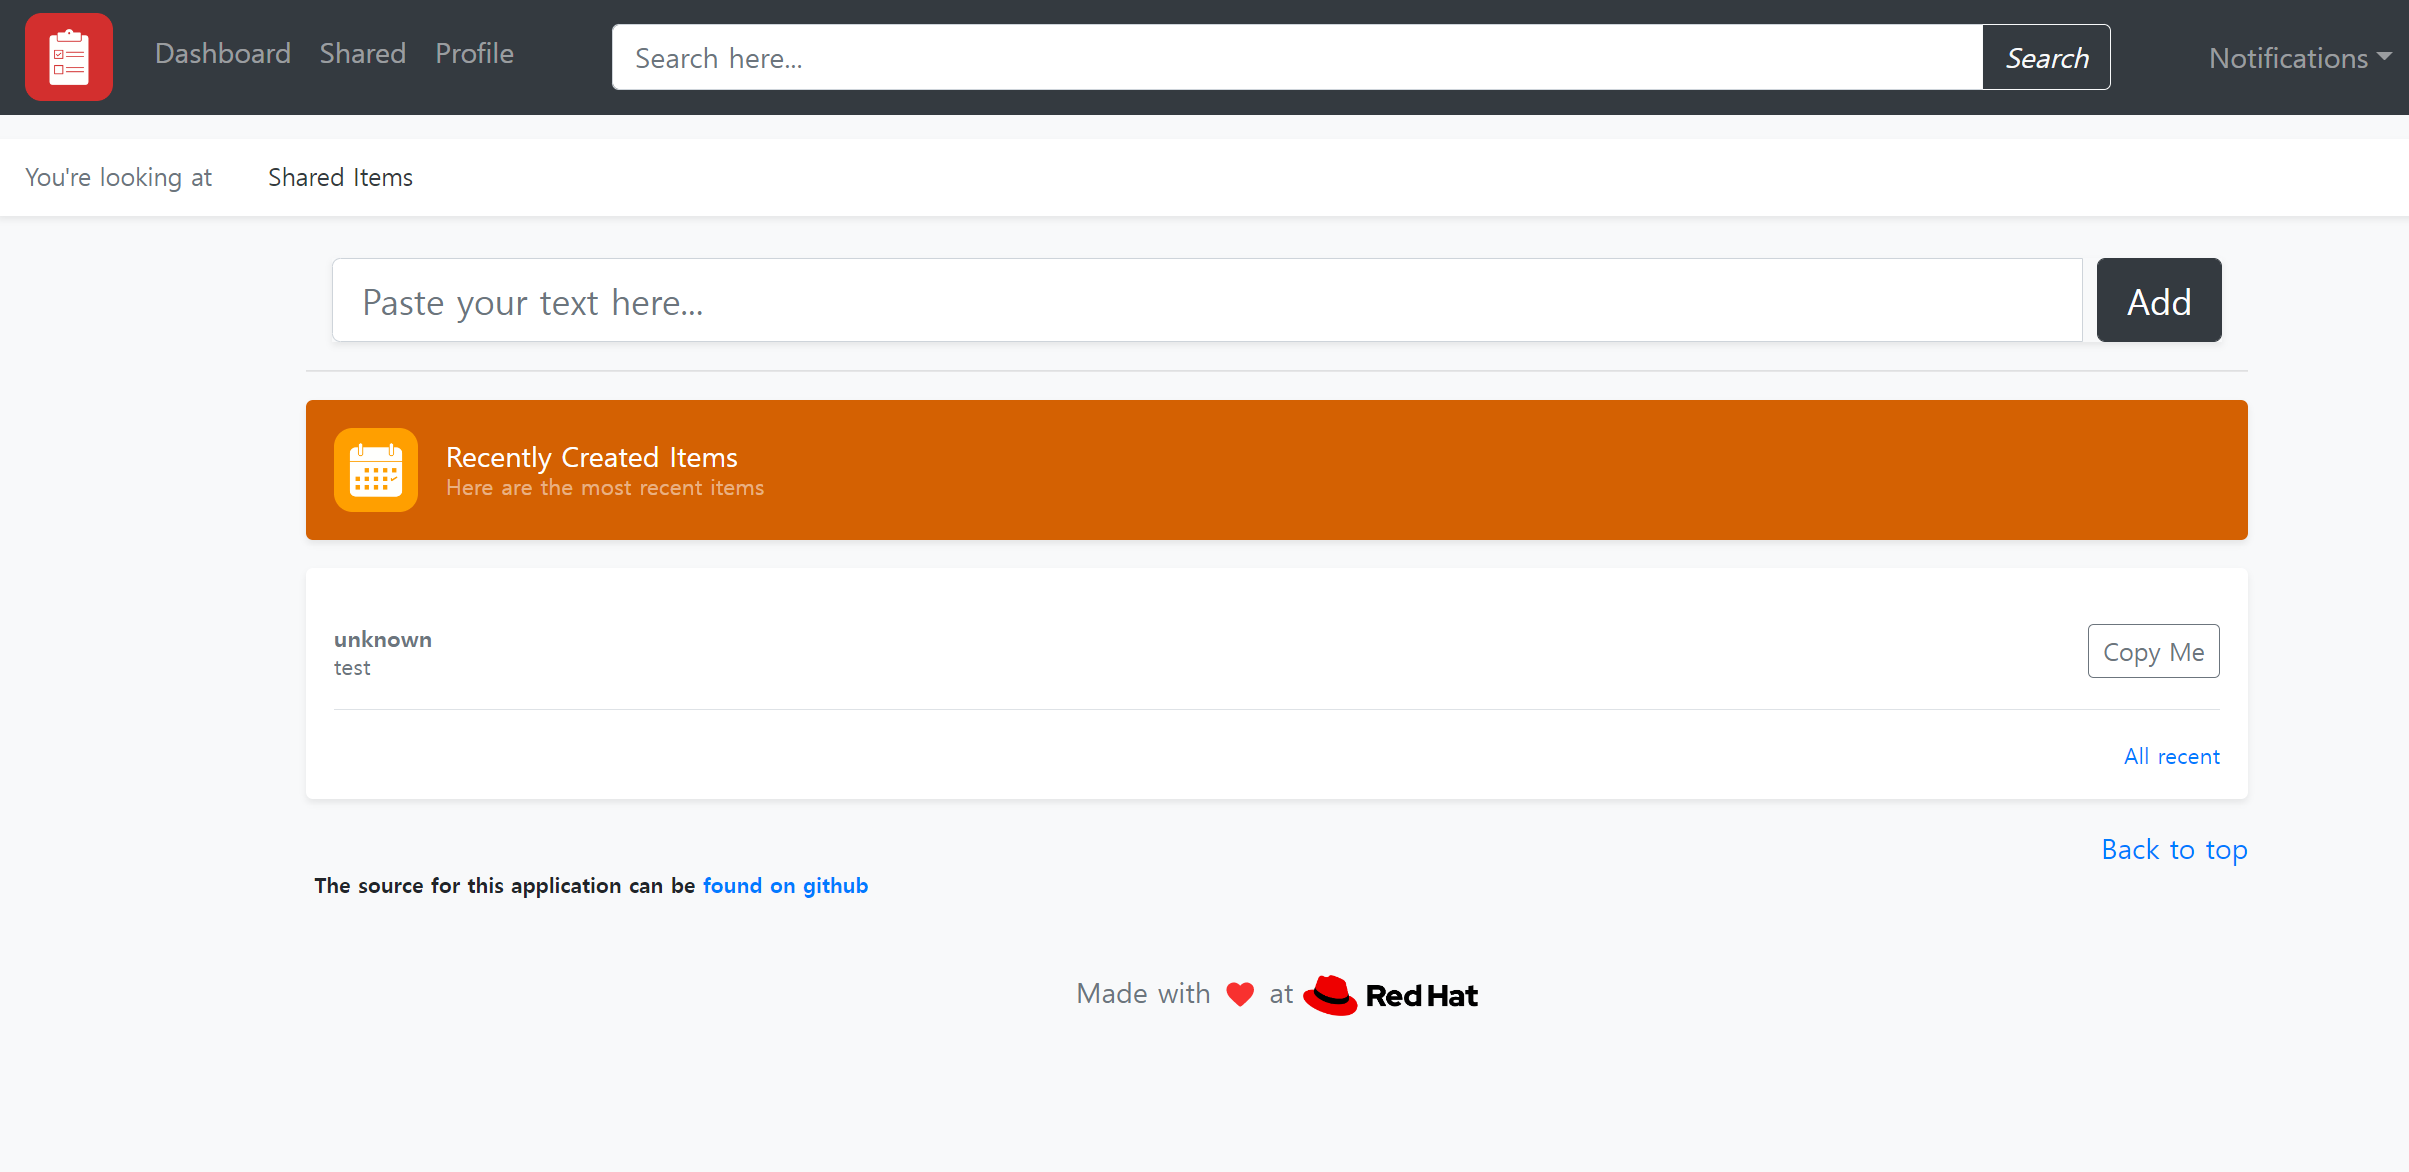 Dashboard Shared Profile Search here... Search Notifications
You're looking at Shared Items
Paste your text here... Add
Recently Created Items
Here are the most recent items
unknown
test
Copy Me
All recent
Back to top
The source for this application can be found on github
Made with at Red Hat